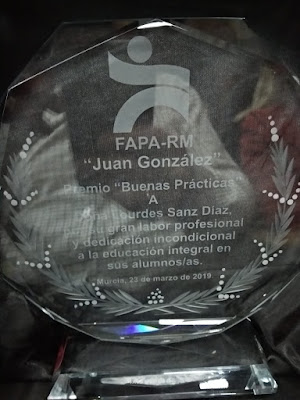 FAPA-RM
"Juan González"
Premio "Buenas Prácticas"
A
Lourdes Sanz Díaz,
su gran labor profesional
y dedicación incondicional
a la educación integral en
sus alumnos/as.
Murcia, 23 de marzo de 2019